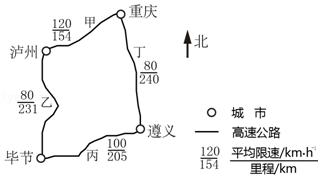 120
154
甲
重庆
泸州
丁
北
80
240
80
231
乙
城 市
遵义
高速公路
100
205
毕节
丙
120
154
平均限速/km·h
里程/km